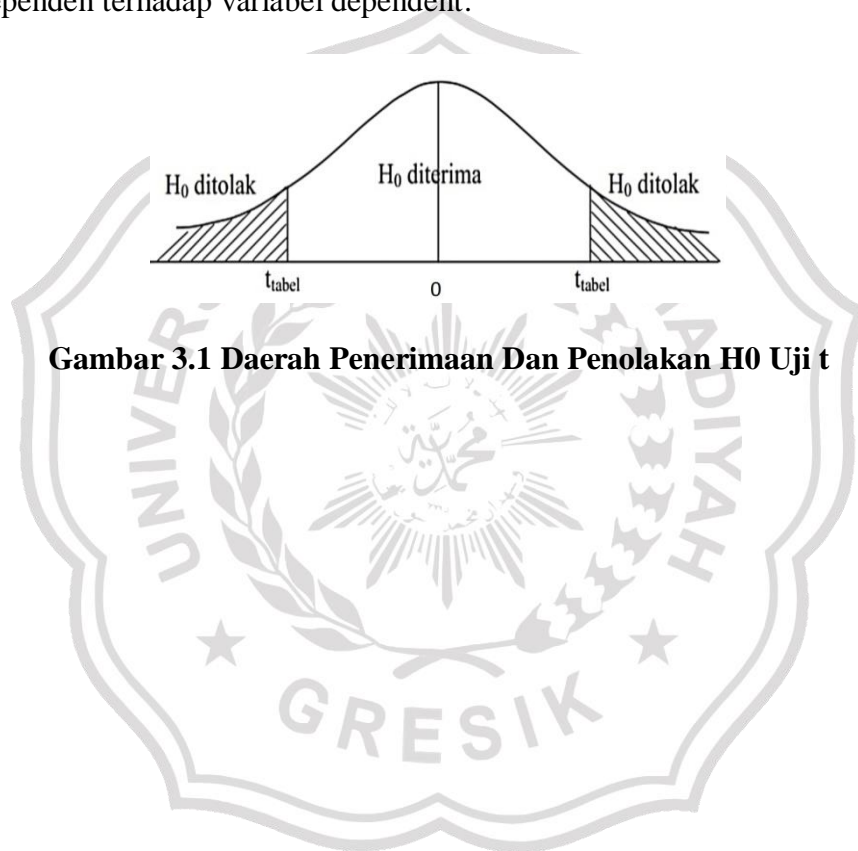 ependen terhadap variabel dependent.
H0 ditolak
H0 diterima
H0 ditolak
ttabel
0
ttabel
Gambar 3.1 Daerah Penerimaan Dan Penolakan H0 Uji t
GRESIK